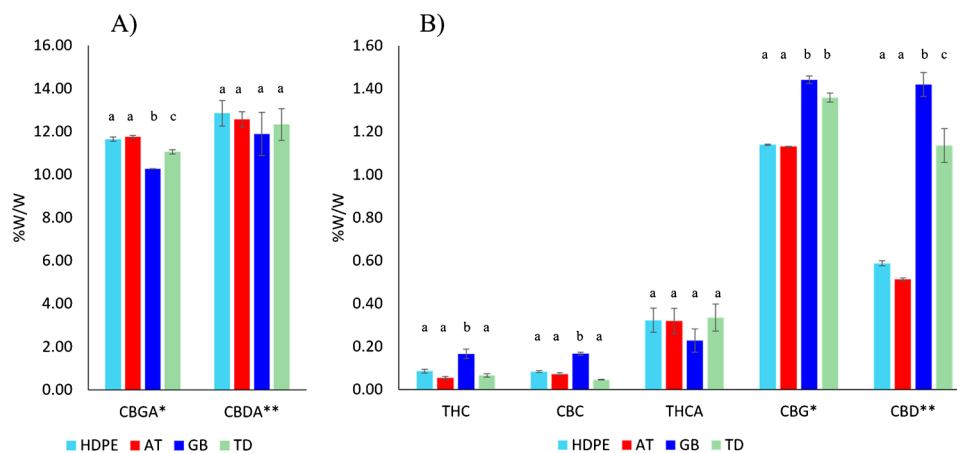 A)
16.00
14.00
12.00
10.00
8.00
6.00
4.00
2.00
0.00
%W/W
a a b c
a a a a
CBGA* CBDA**
HDPE AT GB TD
B)
1.60
1.40
1.20
1.00
0.80
0.60
0.40
0.20
0.00
%W/W
a a b a
a a b a
a a a a
a a b b
a a b c
THC CBC THCA CBG* CBD**
HDPE AT GB TD